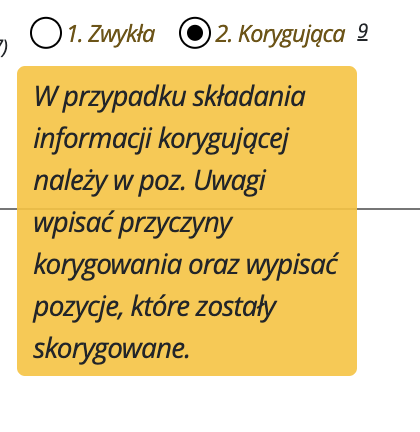 1. Zwykła 2. Korygująca 9
W przypadku składania
informacji korygującej
należy w poz. Uwagi
wpisać przyczyny
korygowania oraz wypisać
pozycje, które zostały
skorygowane.